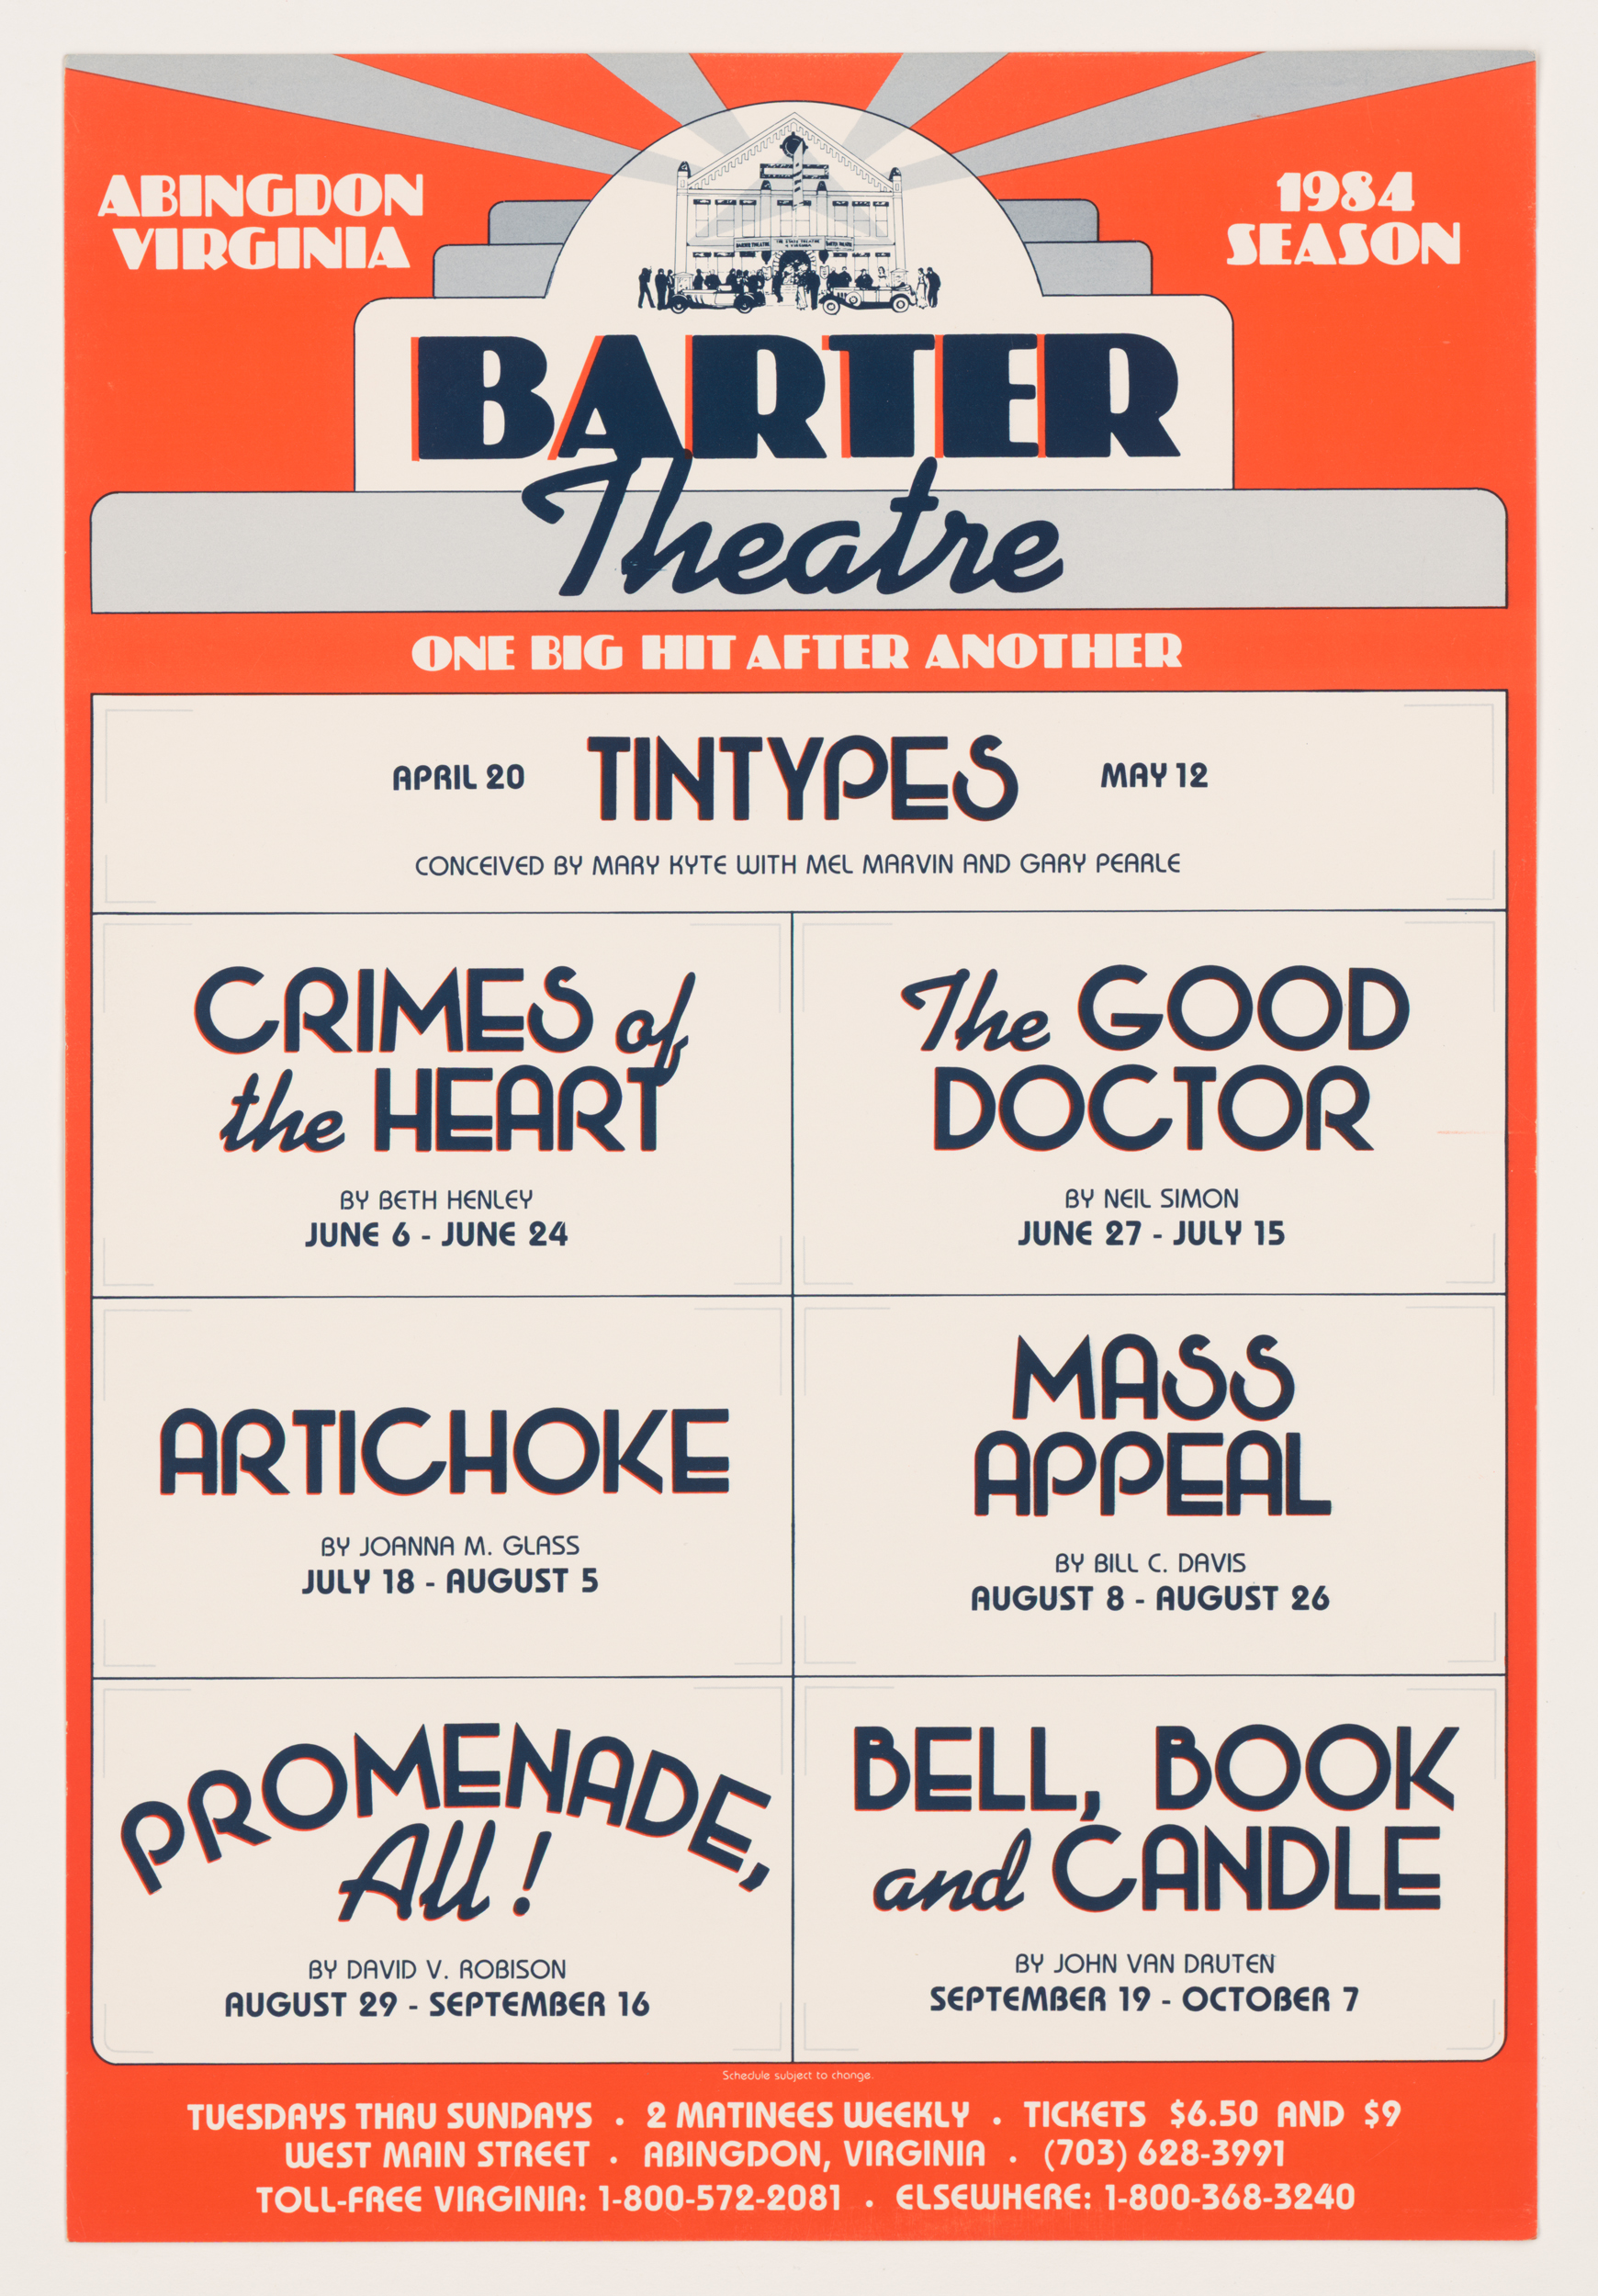 ABINGDON
VIRGINIA
1984
SEASON
BARTER
Theatre
ONE BIG HIT AFTER ANOTHER
APRIL 20 TINTYPES MAY 12
CONCEIVED BY MARY KYTE WITH MEL MARVIN AND GARY PEARLE
CRIMES of
the HEART
BY BETH HENLEY
JUNE 6 - JUNE 24
The GOOD
DOCTOR
BY NEIL SIMON
JUNE 27 - JULY 15
ARTICHOKE
BY JOANNA M. GLASS
JULY 18 - AUGUST 5
MASS
APPEAL
BY BILL C. DAVIS
AUGUST 8 - AUGUST 26
PROMENADE,
All!
BY DAVID V. ROBISON
AUGUST 29 - SEPTEMBER 16
BELL, BOOK
and CANDLE
BY JOHN VAN DRUTEN
SEPTEMBER 19 - OCTOBER 7
Schedule subject to change.
TUESDAYS THRU SUNDAYS . 2 MATINEES WEEKLY . TICKETS $6.50 AND $9
WEST MAIN STREET . ABINGDON, VIRGINIA . (703) 628-3991
TOLL-FREE VIRGINIA: 1-800-572-2081 . ELSEWHERE: 1-800-368-3240